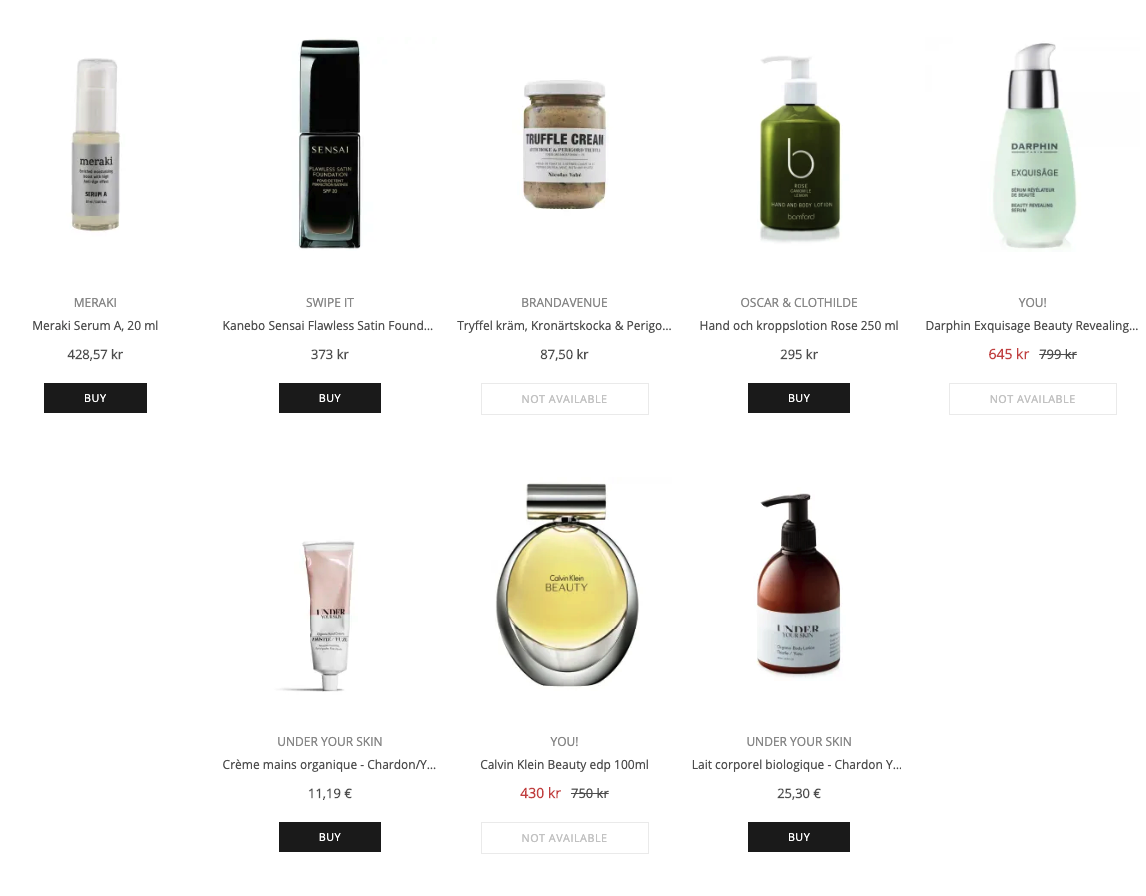 meraki
SERUM A
SENSAI
FLAWLESS SATIN
FOUNDATION
SPF 20
TRUFFLE CREAM
Nicolas Vahé
b
ROSE
HAND AND BODY LOTION
bamford
DARPHIN
PARIS
EXQUISÂGE
SÉRUM RÉVÉLATEUR
DE BEAUTÉ
BEAUTY REVEALING
SERUM
MERAKI
SWIPE IT
BRANDAVENUE
OSCAR & CLOTHILDE
YOU!
Meraki Serum A, 20 ml
Kanebo Sensai Flawless Satin Found...
Tryffel kräm, Kronärtskocka & Perigo...
Hand och kroppslotion Rose 250 ml
Darphin Exquisage Beauty Revealing...
428,57 kr
373 kr
87,50 kr
295 kr
645 kr 799 kr
BUY
BUY
NOT AVAILABLE
BUY
NOT AVAILABLE
UNDER
YOUR SKIN
Calvin Klein
BEAUTY
UNDER
YOUR SKIN
Organic Body Lotion
UNDER YOUR SKIN
YOU!
UNDER YOUR SKIN
Crème mains organique - Chardon/Y...
Calvin Klein Beauty edp 100ml
Lait corporel biologique - Chardon Y...
11,19 €
430 kr 750 kr
25,30 €
BUY
NOT AVAILABLE
BUY